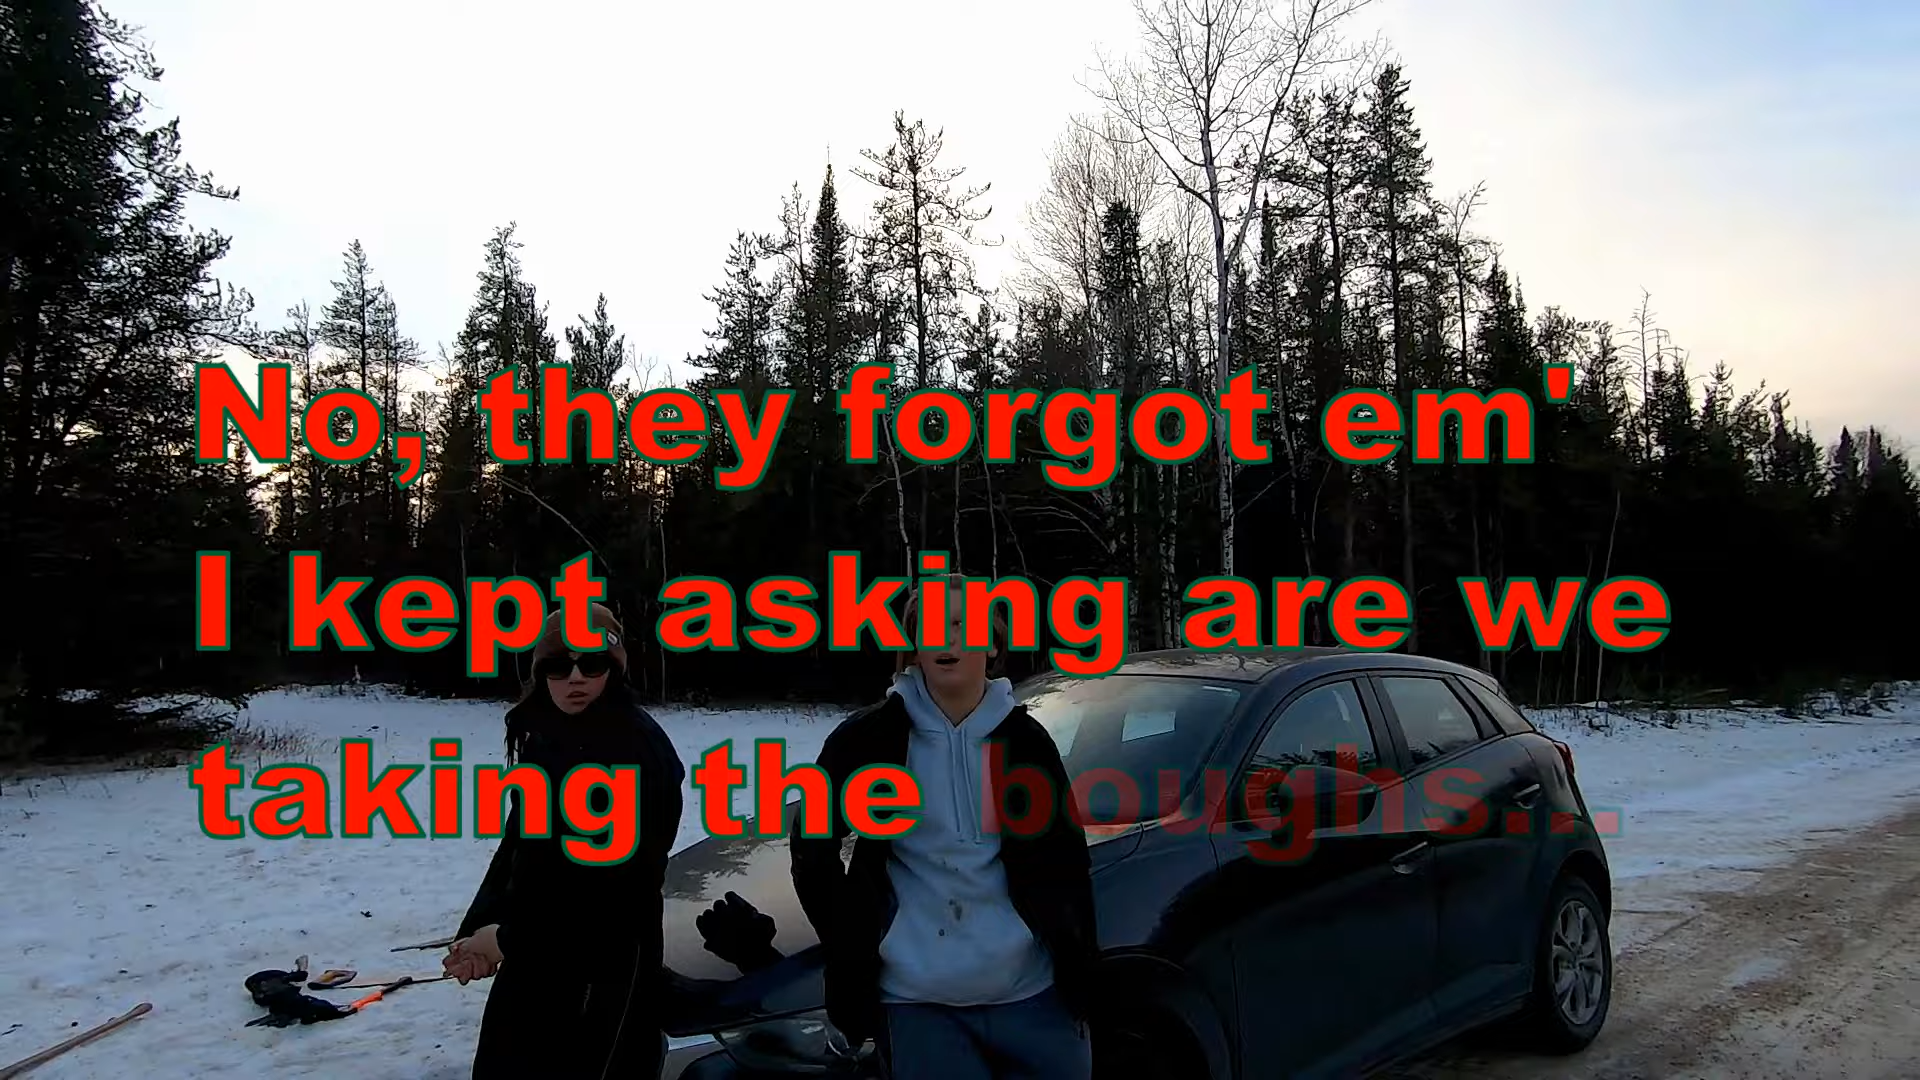 No, they forgot em'
I kept asking are we
taking the boughs...